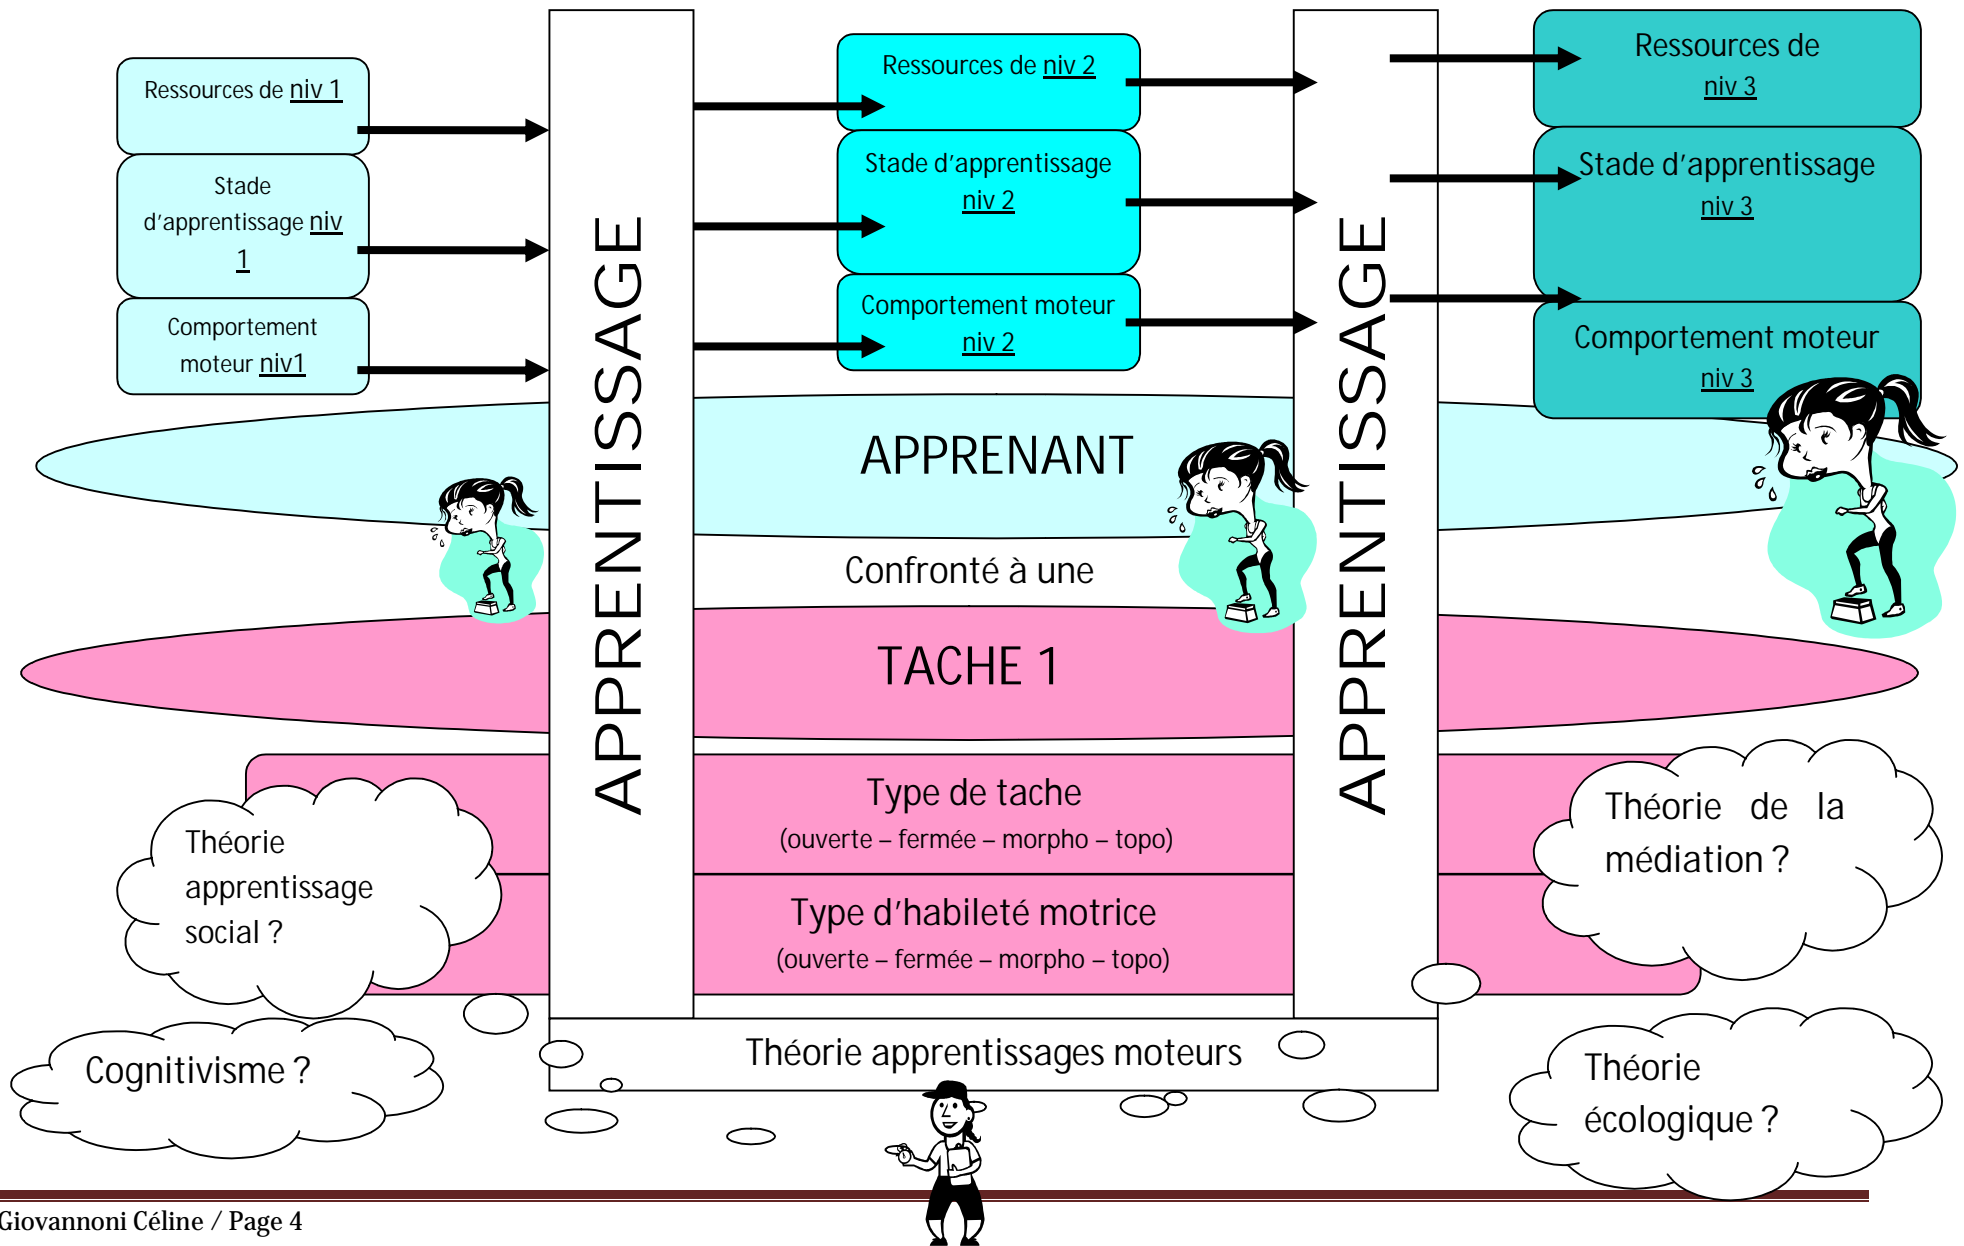 Ressources de niv 1
Stade
d'apprentissage niv
1
Comportement
moteur niv1
APPRENTISSAGE
Ressources de niv 2
Stade d'apprentissage
niv 2
Comportement moteur
niv 2
APPRENTISSAGE
Ressources de
niv 3
Stade d'apprentissage
niv 3
Comportement moteur
niv 3
APPRENANT
Confronté à une
TACHE 1
Type de tache
(ouverte – fermée – morpho – topo)
Type d'habileté motrice
(ouverte – fermée – morpho – topo)
Théorie
apprentissage
social ?
Théorie de la
médiation ?
Cognitivisme ?
Théorie apprentissages moteurs
Théorie
écologique ?
Giovannoni Céline / Page 4